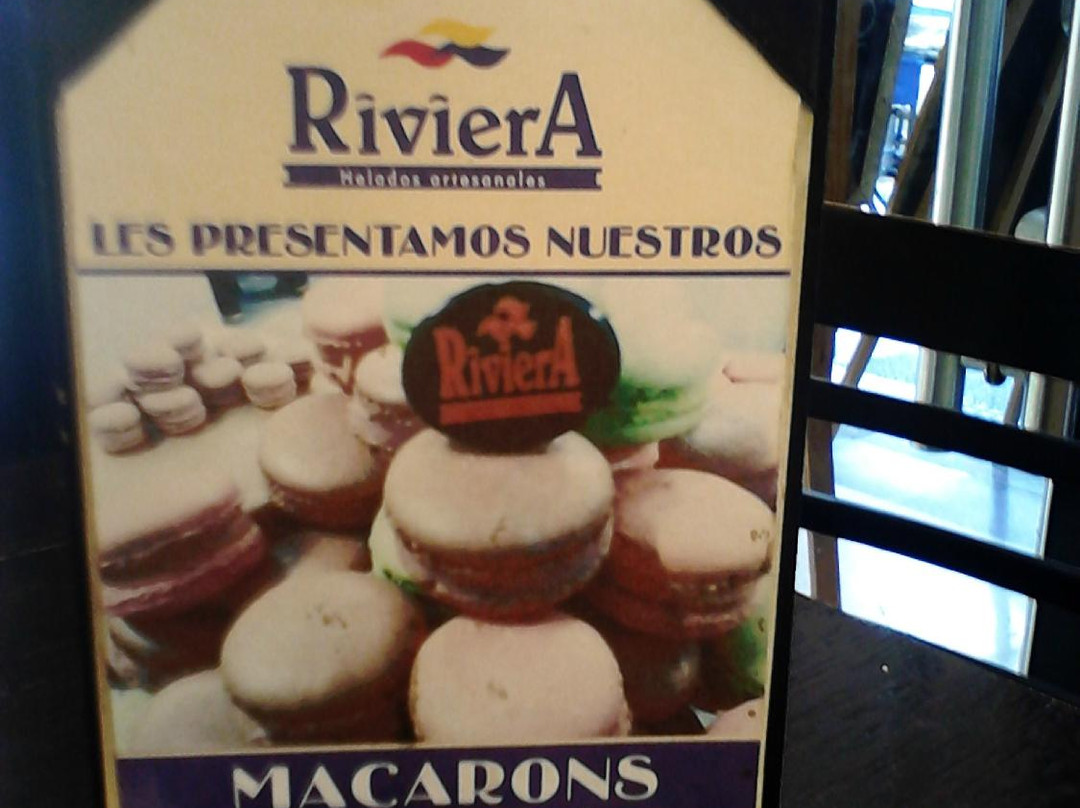 RivierA
Helados artesanales
LES PRESENTAMOS NUESTROS
RivierA
MACARONS